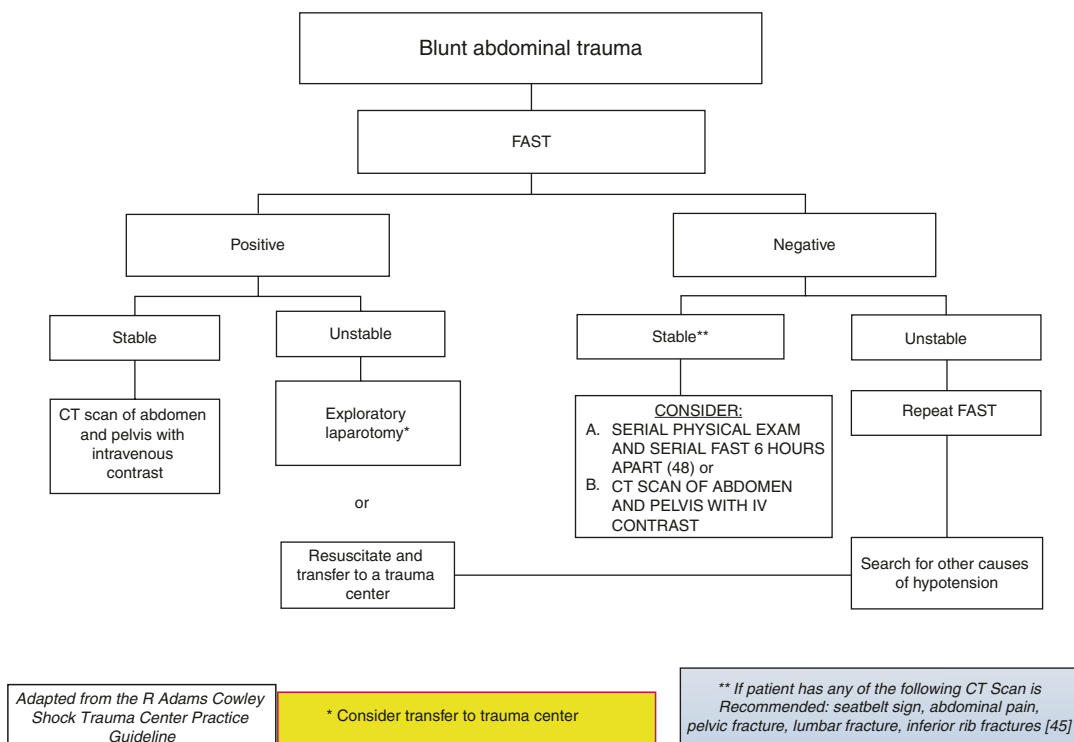 Blunt abdominal trauma
FAST
Positive
Negative
Stable
Unstable
Stable**
Unstable
CT scan of abdomen
and pelvis with
intravenous
contrast
Exploratory
laparotomy*
CONSIDER:
A. SERIAL PHYSICAL EXAM
AND SERIAL FAST 6 HOURS
APART (48) or
B. CT SCAN OF ABDOMEN
AND PELVIS WITH IV
CONTRAST
Repeat FAST
or
Resuscitate and
transfer to a trauma
center
Search for other causes
of hypotension
Adapted from the R Adams Cowley
Shock Trauma Center Practice
Guideline
* Consider transfer to trauma center
** If patient has any of the following CT Scan is
Recommended: seatbelt sign, abdominal pain,
pelvic fracture, lumbar fracture, inferior rib fractures [45]